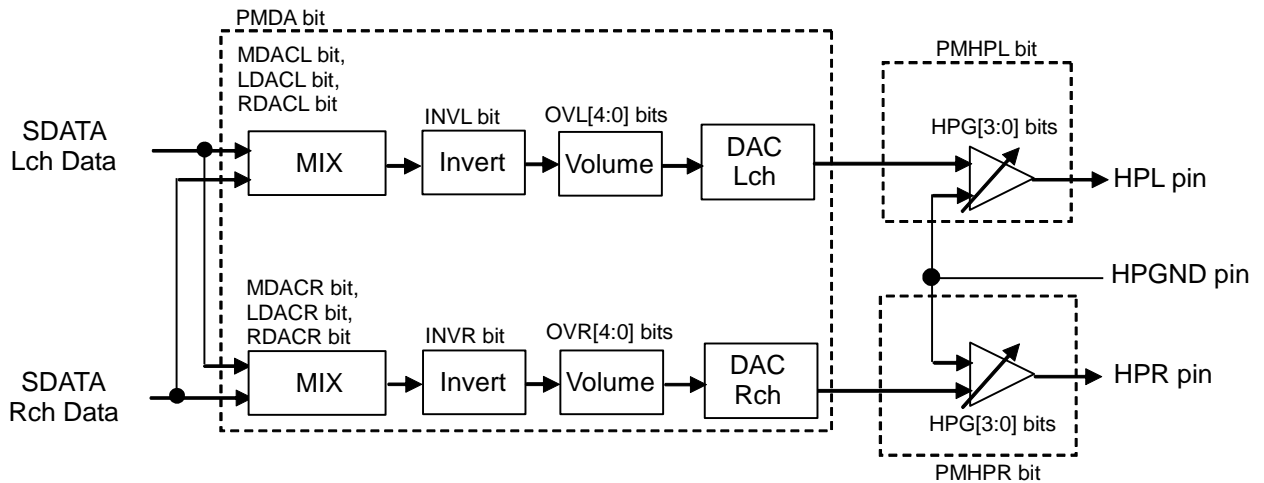 PMDA bit
MDACL bit,
LDACL bit,
RDACL bit
PMHPL bit
SDATA
Lch Data
MIX
INVL bit
Invert
OVL[4:0] bits
Volume
DAC
Lch
HPG[3:0] bits
HPL pin
HPGND pin
MDACR bit,
LDACR bit,
RDACR bit
SDATA
Rch Data
MIX
INVR bit
Invert
OVR[4:0] bits
Volume
DAC
Rch
HPR pin
HPG[3:0] bits
PMHPR bit